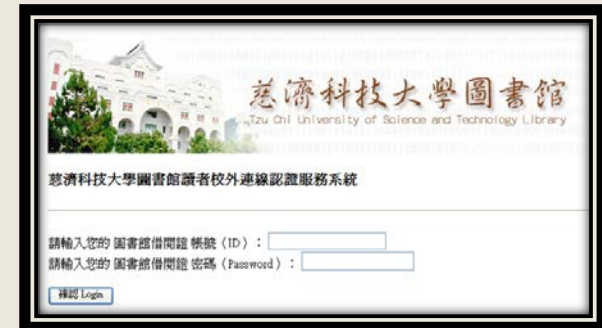 慈濟科技大學圖書館
Tzu Chi University of Science and Technology Library
慈濟科技大學圖書館讀者校外連線認證服務系統
請輸入您的 圖書館借閱證 帳號（ID）：
請輸入您的 圖書館借閱證 密碼（Password）：
確認 Login